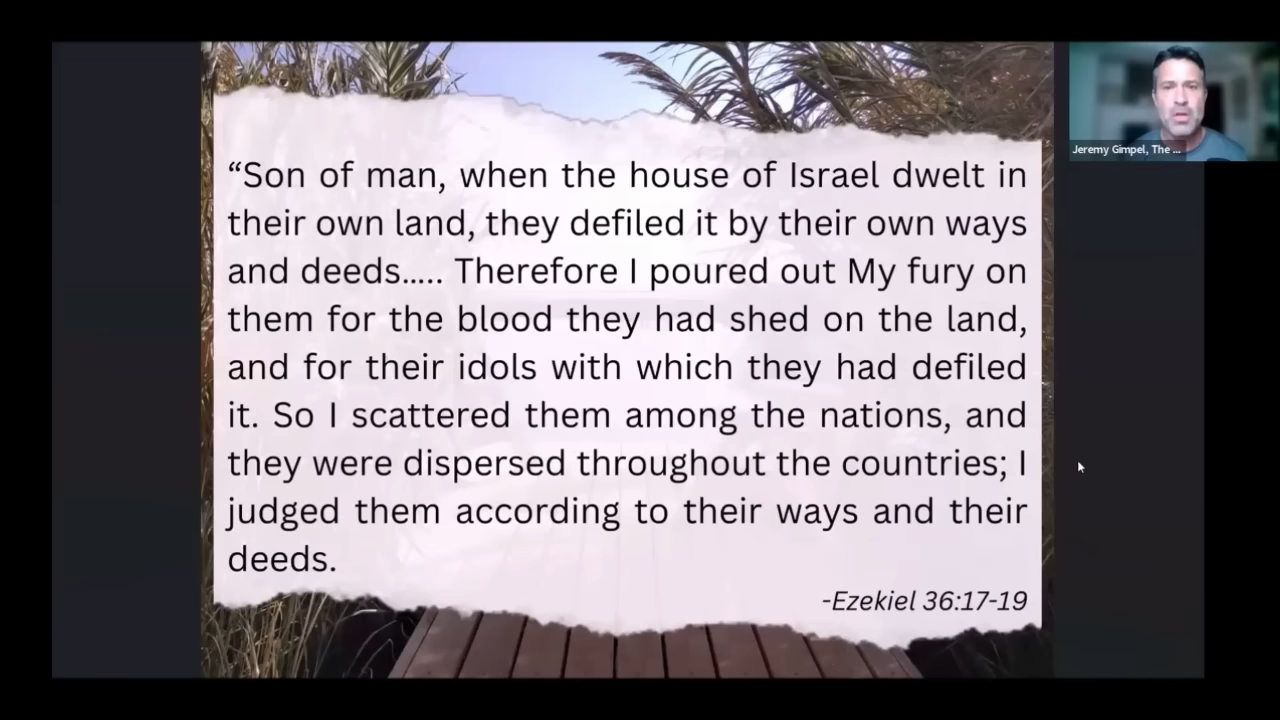 “Son of man, when the house of Israel dwelt in
their own land, they defiled it by their own ways
and deeds….. Therefore I poured out My fury on
them for the blood they had shed on the land,
and for their idols with which they had defiled
it. So I scattered them among the nations, and
they were dispersed throughout the countries; I
judged them according to their ways and their
deeds.
-Ezekiel 36:17-19
Jeremy Gimpel, The ...